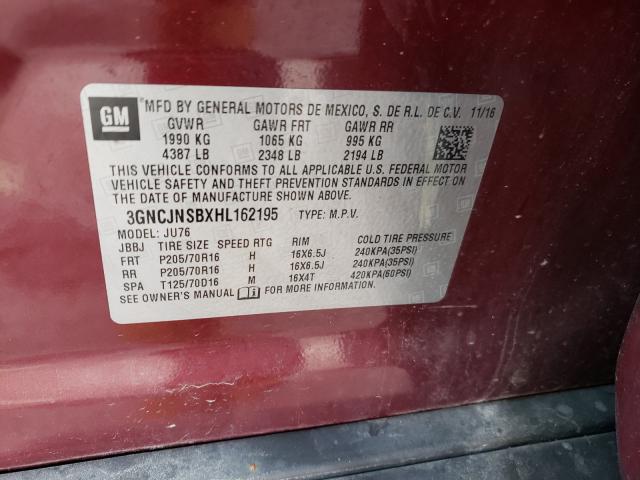 GM MFD BY GENERAL MOTORS DE MEXICO, S. DE R.L. DE C.V. 11/16
GVWR GAWR FRT GAWR RR
1990 KG 1065 KG 995 KG
4387 LB 2348 LB 2194 LB
THIS VEHICLE CONFORMS TO ALL APPLICABLE U.S. FEDERAL MOTOR
VEHICLE SAFETY AND THEFT PREVENTION STANDARDS IN EFFECT ON
THE DATE OF MANUFACTURE SHOWN ABOVE.
3GNCJNSBXHL162195 TYPE: M.P.V.
MODEL: JU76
JBBJ TIRE SIZE SPEED RTG RIM COLD TIRE PRESSURE
FRT P205/70R16 H 16X6.5J 240KPA(35PSI)
RR P205/70R16 H 16X6.5J 240KPA(35PSI)
SPA T125/70D16 M 16X4T 420KPA(60PSI)
SEE OWNER'S MANUAL FOR MORE INFORMATION.